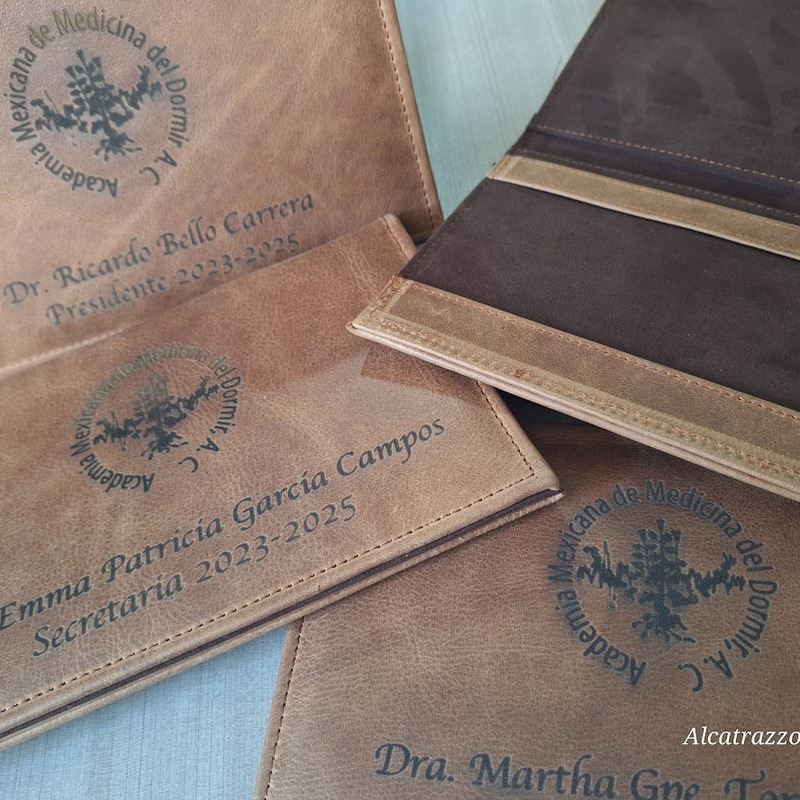 Academia Mexicana de Medicina del Dormir, A. C
Dr. Ricardo Bello Carrera
Presidente 2023-2025
Academia Mexicana de Medicina del Dormir, A. C
Emma Patricia García Campos
Secretaria 2023-2025
Academia Mexicana de Medicina del Dormir, A. C
Dra. Martha Gpe.
Alcatrazzo